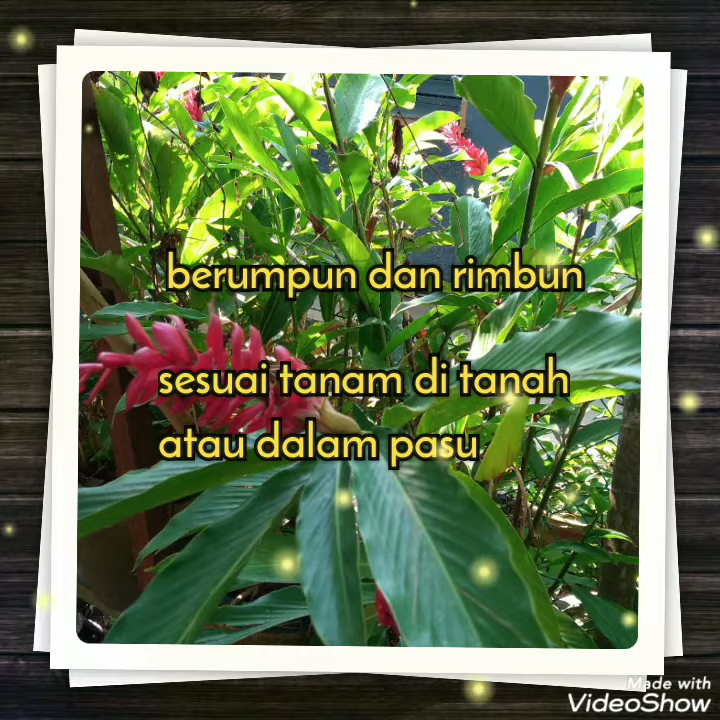 berumpun dan rimbun
sesuai tanam di tanah
atau dalam pasu
Made with
VideoShow